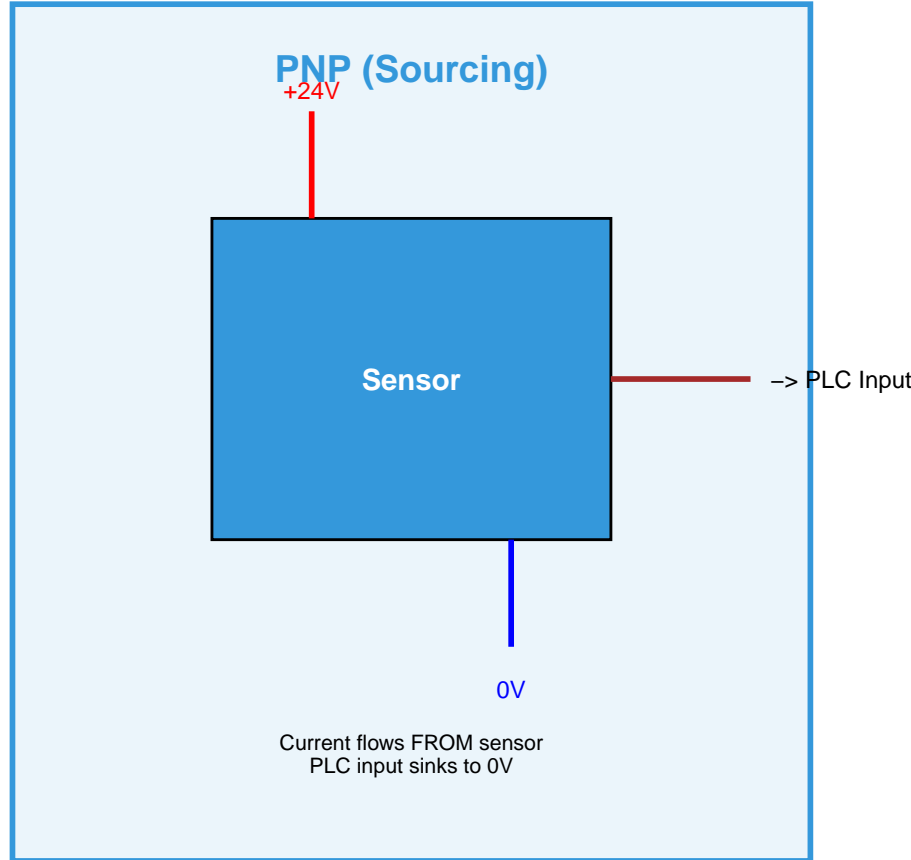 PNP (Sourcing)
+24V
Sensor
–> PLC Input
0V
Current flows FROM sensor
PLC input sinks to 0V